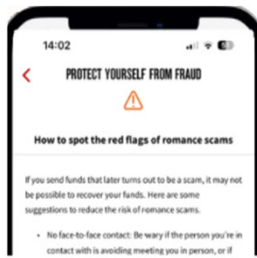 14:02
PROTECT YOURSELF FROM FRAUD
How to spot the red flags of romance scams
If you send funds that later turns out to be a scam, it may not
be possible to recover your funds. Here are some
suggestions to reduce the risk of romance scams.
• No face-to-face contact: Be wary if the person you're in
contact with is avoiding meeting you in person, or if